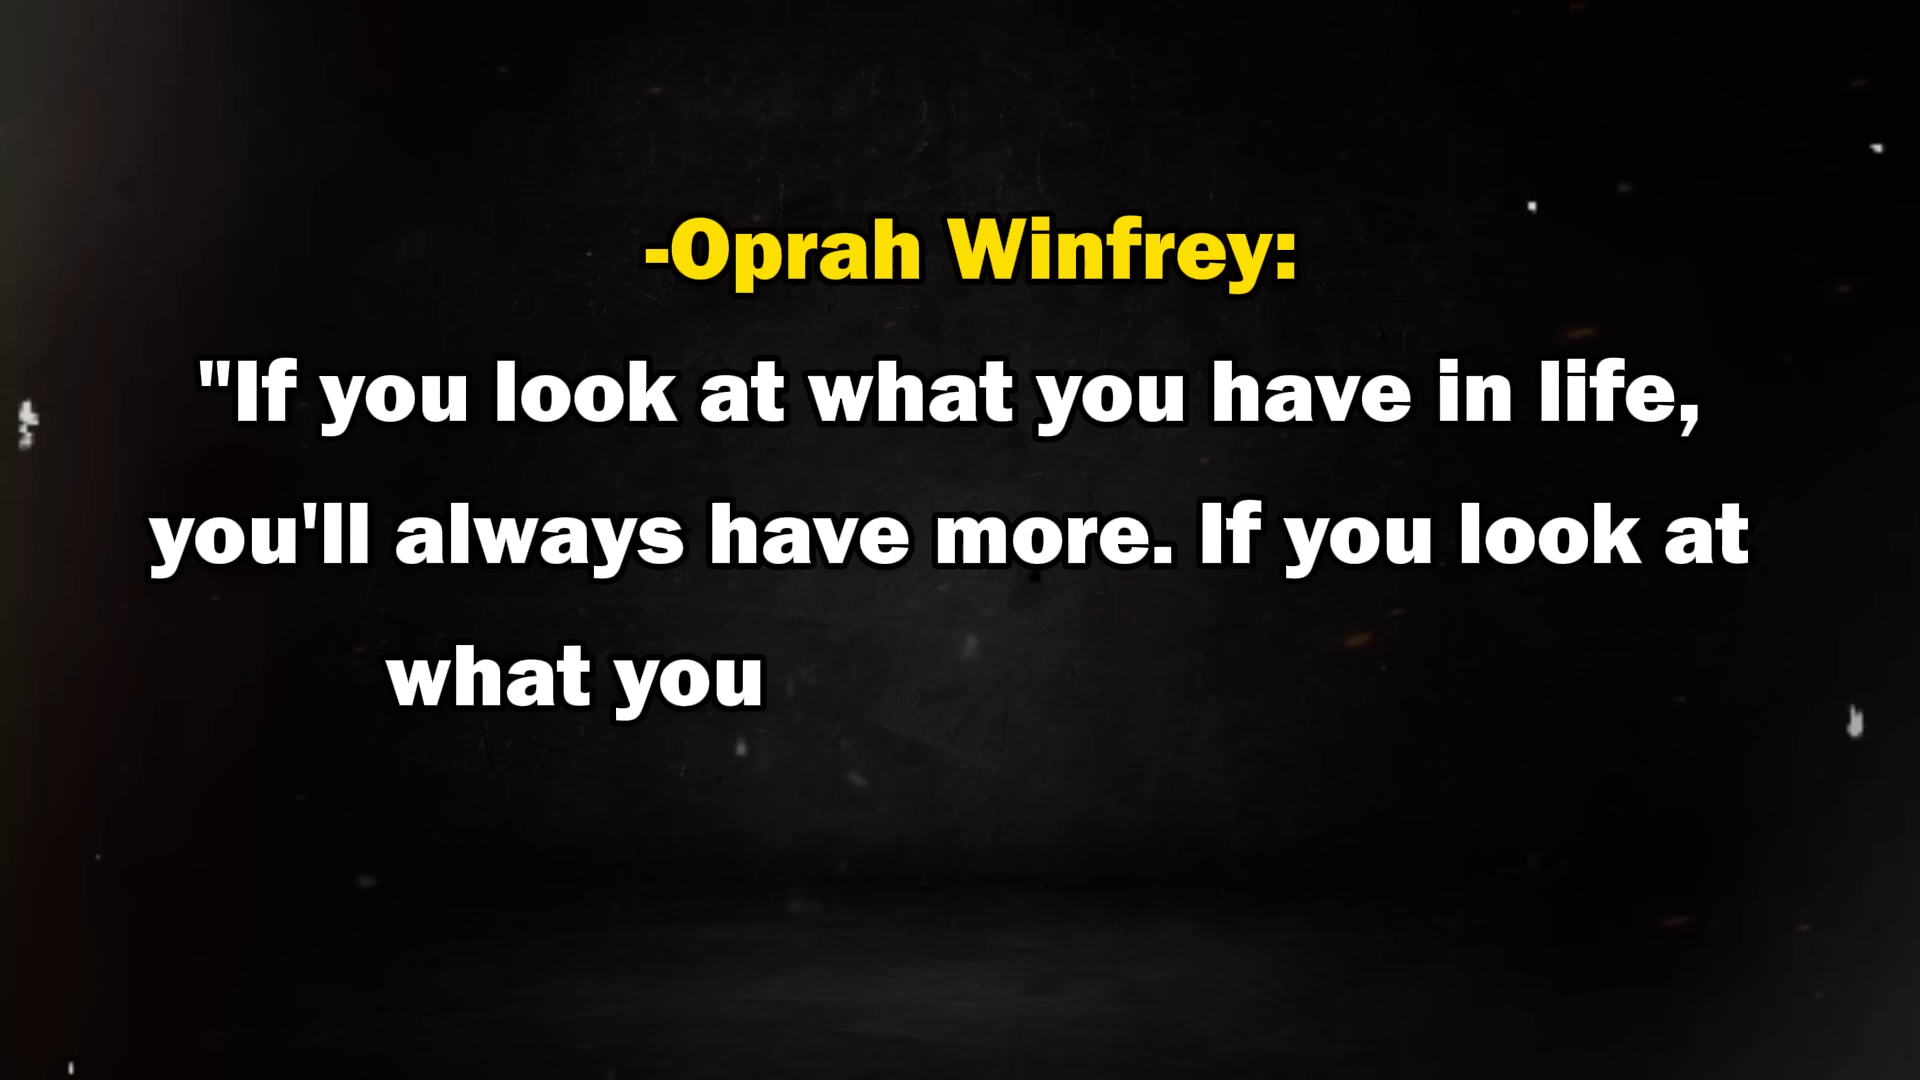 -Oprah Winfrey:
"If you look at what you have in life,
you'll always have more. If you look at
what you